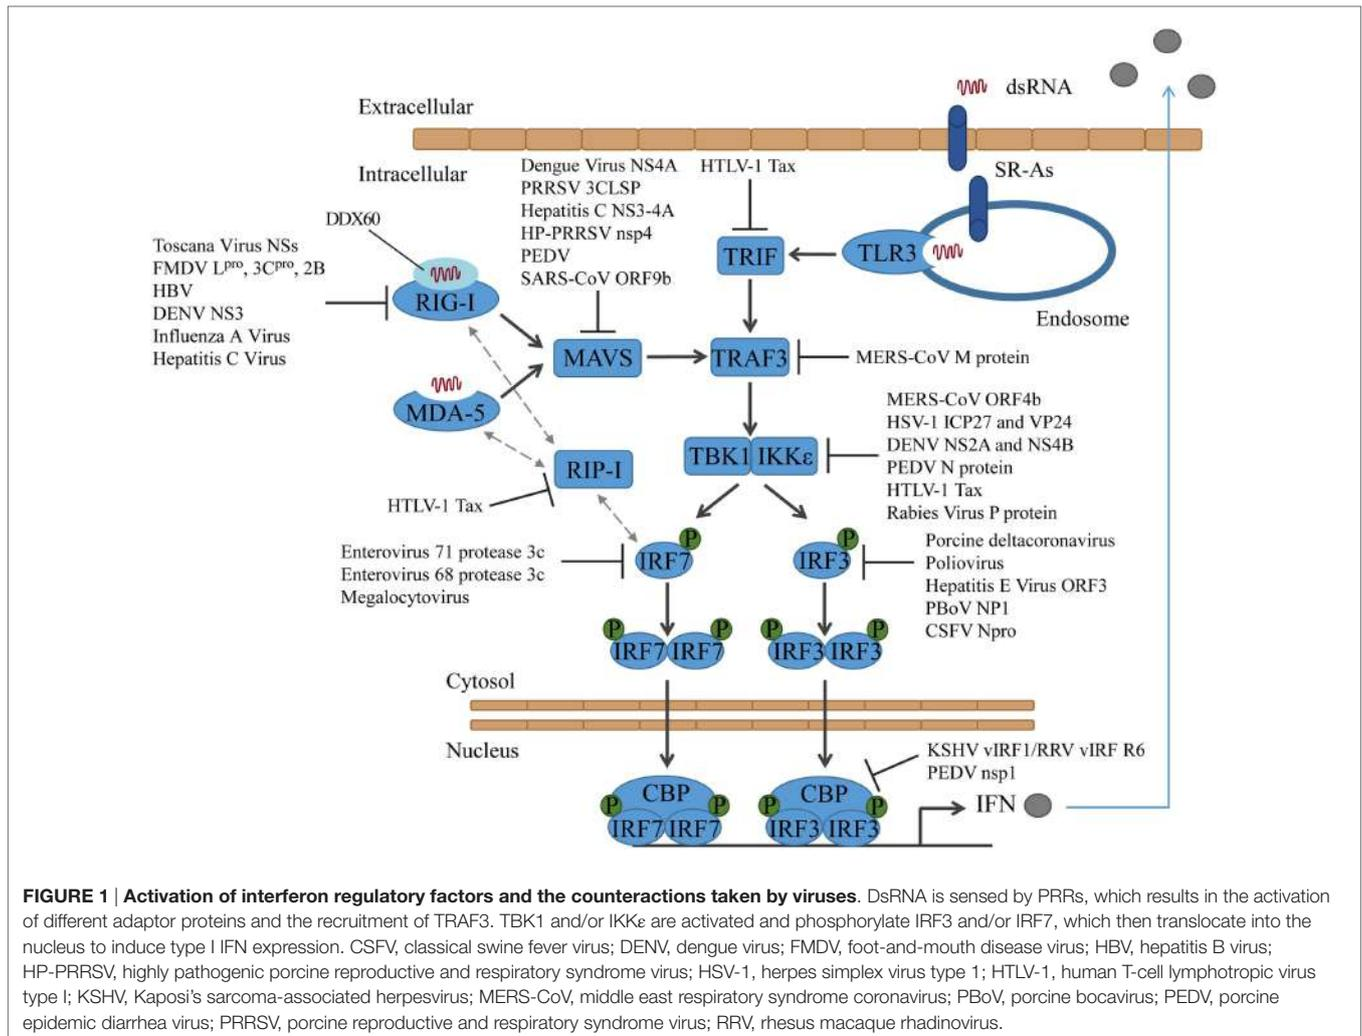 dsRNA
Extracellular
Intracellular
SR-As
Dengue Virus NS4A
PRRSV 3CLSP
Hepatitis C NS3-4A
HP-PRRSV nsp4
PEDV
SARS-CoV ORF9b
HTLV-1 Tax
DDX60
Toscana Virus NSs
FMDV Lpro, 3Cpro, 2B
HBV
DENV NS3
Influenza A Virus
Hepatitis C Virus
RIG-I
TRIF
TLR3
Endosome
MAVS
TRAF3
MERS-CoV M protein
MDA-5
RIP-I
TBK1 IKKε
MERS-CoV ORF4b
HSV-1 ICP27 and VP24
DENV NS2A and NS4B
PEDV N protein
HTLV-1 Tax
Rabies Virus P protein
HTLV-1 Tax
Enterovirus 71 protease 3c
Enterovirus 68 protease 3c
Megalocytovirus
P
IRF7
P
IRF3
Porcine deltacoronavirus
Poliovirus
Hepatitis E Virus ORF3
PBoV NP1
CSFV Npro
P P
IRF7 IRF7
P P
IRF3 IRF3
Cytosol
Nucleus
KSHV vIRF1/RRV vIRF R6
PEDV nsp1
CBP
P P
IRF7 IRF7
CBP
P P
IRF3 IRF3
IFN
FIGURE 1 | Activation of interferon regulatory factors and the counteractions taken by viruses. DsRNA is sensed by PRRs, which results in the activation
of different adaptor proteins and the recruitment of TRAF3. TBK1 and/or IKKε are activated and phosphorylate IRF3 and/or IRF7, which then translocate into the
nucleus to induce type I IFN expression. CSFV, classical swine fever virus; DENV, dengue virus; FMDV, foot-and-mouth disease virus; HBV, hepatitis B virus;
HP-PRRSV, highly pathogenic porcine reproductive and respiratory syndrome virus; HSV-1, herpes simplex virus type 1; HTLV-1, human T-cell lymphotropic virus
type I; KSHV, Kaposi’s sarcoma-associated herpesvirus; MERS-CoV, middle east respiratory syndrome coronavirus; PBoV, porcine bocavirus; PEDV, porcine
epidemic diarrhea virus; PRRSV, porcine reproductive and respiratory syndrome virus; RRV, rhesus macaque rhadinovirus.